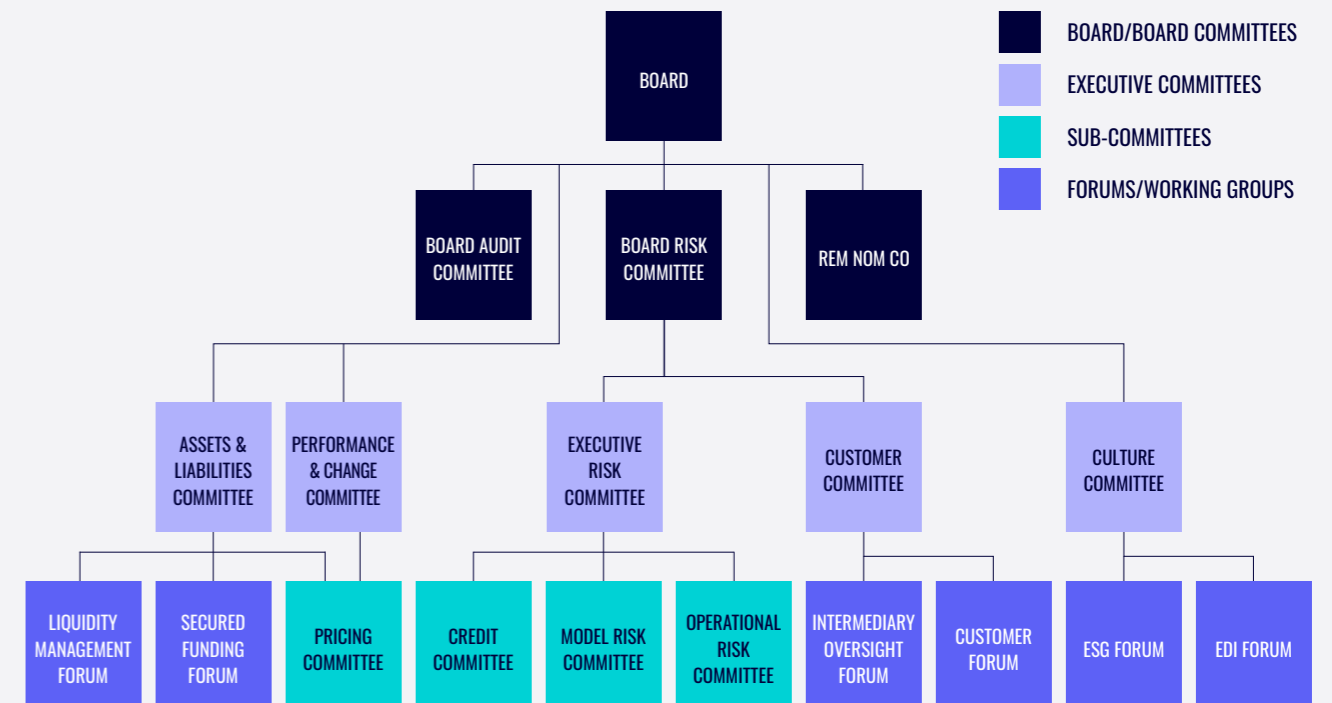 BOARD
BOARD/BOARD COMMITTEES
EXECUTIVE COMMITTEES
SUB-COMMITTEES
FORUMS/WORKING GROUPS
BOARD AUDIT
COMMITTEE
BOARD RISK
COMMITTEE
REM NOM CO
ASSETS &
LIABILITIES
COMMITTEE
PERFORMANCE
& CHANGE
COMMITTEE
EXECUTIVE
RISK
COMMITTEE
CUSTOMER
COMMITTEE
CULTURE
COMMITTEE
LIQUIDITY
MANAGEMENT
FORUM
SECURED
FUNDING
FORUM
PRICING
COMMITTEE
CREDIT
COMMITTEE
MODEL RISK
COMMITTEE
OPERATIONAL
RISK
COMMITTEE
INTERMEDIARY
OVERSIGHT
FORUM
CUSTOMER
FORUM
ESG FORUM
EDI FORUM